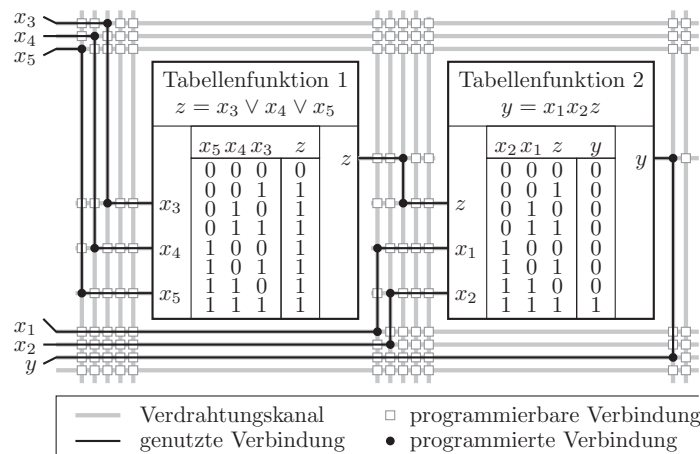 x3
x4
x5
Tabellenfunktion 1
z = x3 ∨ x4 ∨ x5
x5 x4 x3 z
0 0 0 0
0 0 1 1
0 1 0 1
0 1 1 1
1 0 0 1
1 0 1 1
1 1 0 1
1 1 1 1
x3
x4
x5
z
Tabellenfunktion 2
y = x1x2z
x2 x1 z y
0 0 0 0
0 0 1 0
0 1 0 0
0 1 1 0
1 0 0 0
1 0 1 0
1 1 0 0
1 1 1 1
z
x1
x2
y
x1
x2
y
Verdrahtungskanal
programmierbare Verbindung
genutzte Verbindung
programmierte Verbindung